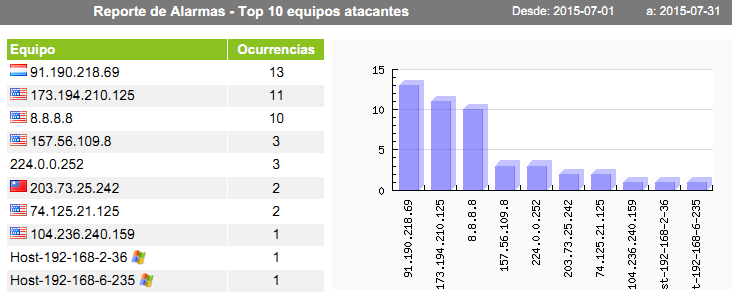 Reporte de Alarmas - Top 10 equipos atacantes
Desde: 2015-07-01 a: 2015-07-31
Equipo Ocurrencias
91.190.218.69 13
173.194.210.125 11
8.8.8.8 10
157.56.109.8 3
224.0.0.252 3
203.73.25.242 2
74.125.21.125 2
104.236.240.159 1
Host-192-168-2-36 1
Host-192-168-6-235 1
15
10
5
0
91.190.218.69
173.194.210.125
8.8.8.8
157.56.109.8
224.0.0.252
203.73.25.242
74.125.21.125
104.236.240.159
st-192-168-2-36
t-192-168-6-235